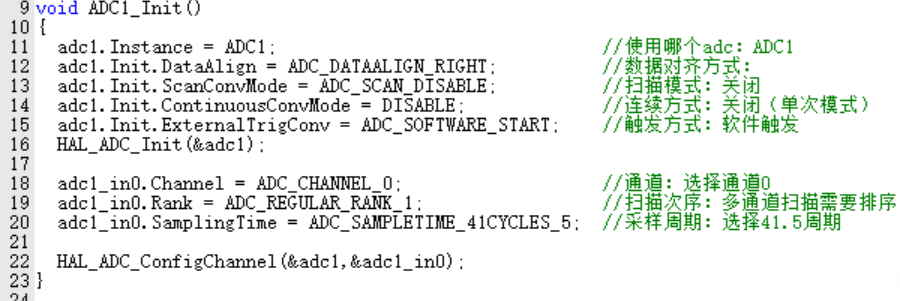 9 void ADC1_Init()
10 {
11 adc1.Instance = ADC1; //使用哪个adc: ADC1
12 adc1.Init.DataAlign = ADC_DATAALIGN_RIGHT; //数据对齐方式:
13 adc1.Init.ScanConvMode = ADC_SCAN_DISABLE; //扫描模式: 关闭
14 adc1.Init.ContinuousConvMode = DISABLE; //连续方式: 关闭（单次模式）
15 adc1.Init.ExternalTrigConv = ADC_SOFTWARE_START; //触发方式: 软件触发
16 HAL_ADC_Init(&adc1);
17
18 adc1_in0.Channel = ADC_CHANNEL_0; //通道: 选择通道0
19 adc1_in0.Rank = ADC_REGULAR_RANK_1; //扫描次序: 多通道扫描需要排序
20 adc1_in0.SamplingTime = ADC_SAMPLETIME_41CYCLES_5; //采样周期: 选择41.5周期
21
22 HAL_ADC_ConfigChannel(&adc1,&adc1_in0);
23 }
24